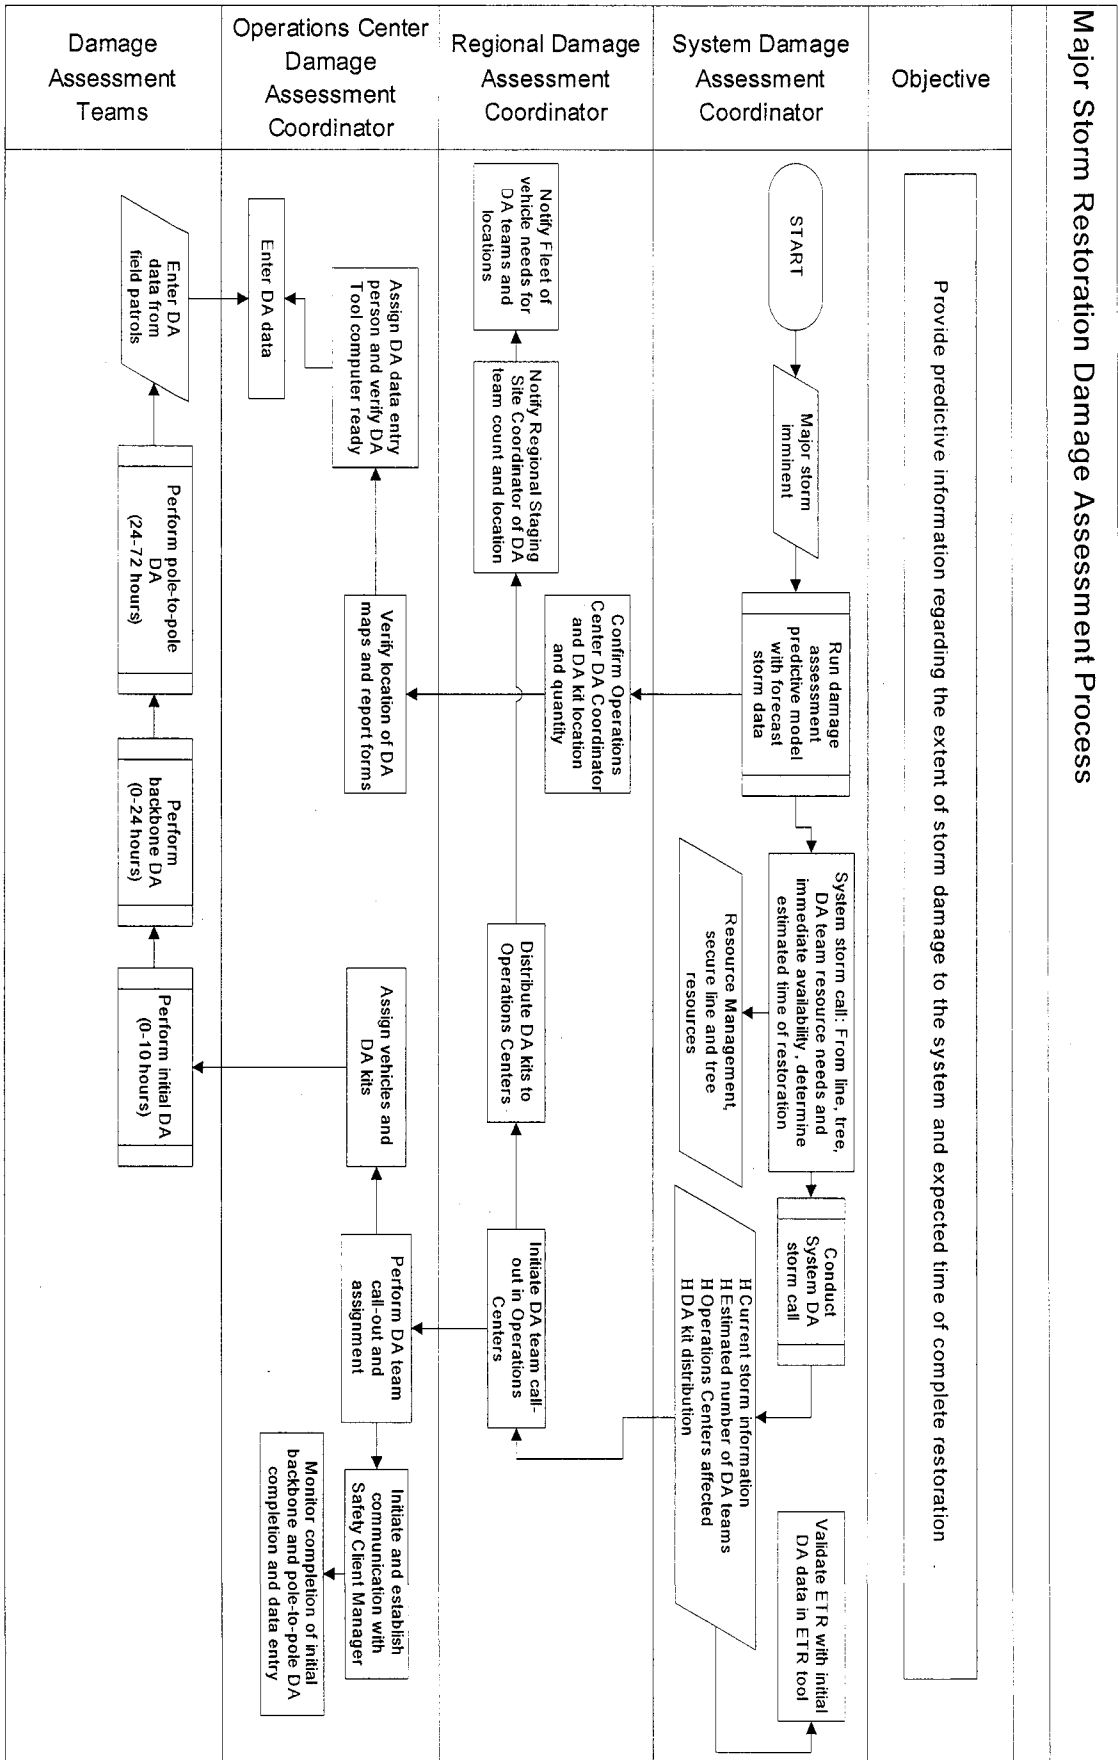 Major Storm Restoration Damage Assessment Process
Objective
Provide predictive information regarding the extent of storm damage to the system and expected time of complete restoration .
System Damage
Assessment
Coordinator
START
Major storm
imminent
Run damage
assessment
predictive model
with forecast
storm data
System storm call: From line, tree,
DA team resource needs and
immediate availability, determine
estimated time of restoration
Resource Management,
secure line and tree
resources
Conduct
System DA
storm call
H Current storm information
H Estimated number of DA teams
H Operations Centers affected
H DA kit distribution
Validate ETR with initial
DA data in ETR tool
Regional Damage
Assessment
Coordinator
Notify Fleet of
vehicle needs for
DA teams and
locations
Notify Regional Staging
Site Coordinator of DA
team count and location
Confirm Operations
Center DA Coordinator
and DA kit location
and quantity
Distribute DA kits to
Operations Centers
Initiate DA team call-
out in Operations
Centers
Operations Center
Damage
Assessment
Coordinator
Enter DA data
Assign DA data entry
person and verify DA
Tool computer ready
Verify location of DA
maps and report forms
Assign vehicles and
DA kits
Perform DA team
call-out and
assignment
Initiate and establish
communication with
Safety Client Manager
Monitor completion of initial
backbone and pole-to-pole DA
completion and data entry
Damage
Assessment
Teams
Enter DA
data from
field patrols
Perform pole-to-pole
DA
(24-72 hours)
Perform
backbone DA
(0-24 hours)
Perform initial DA
(0-10 hours)